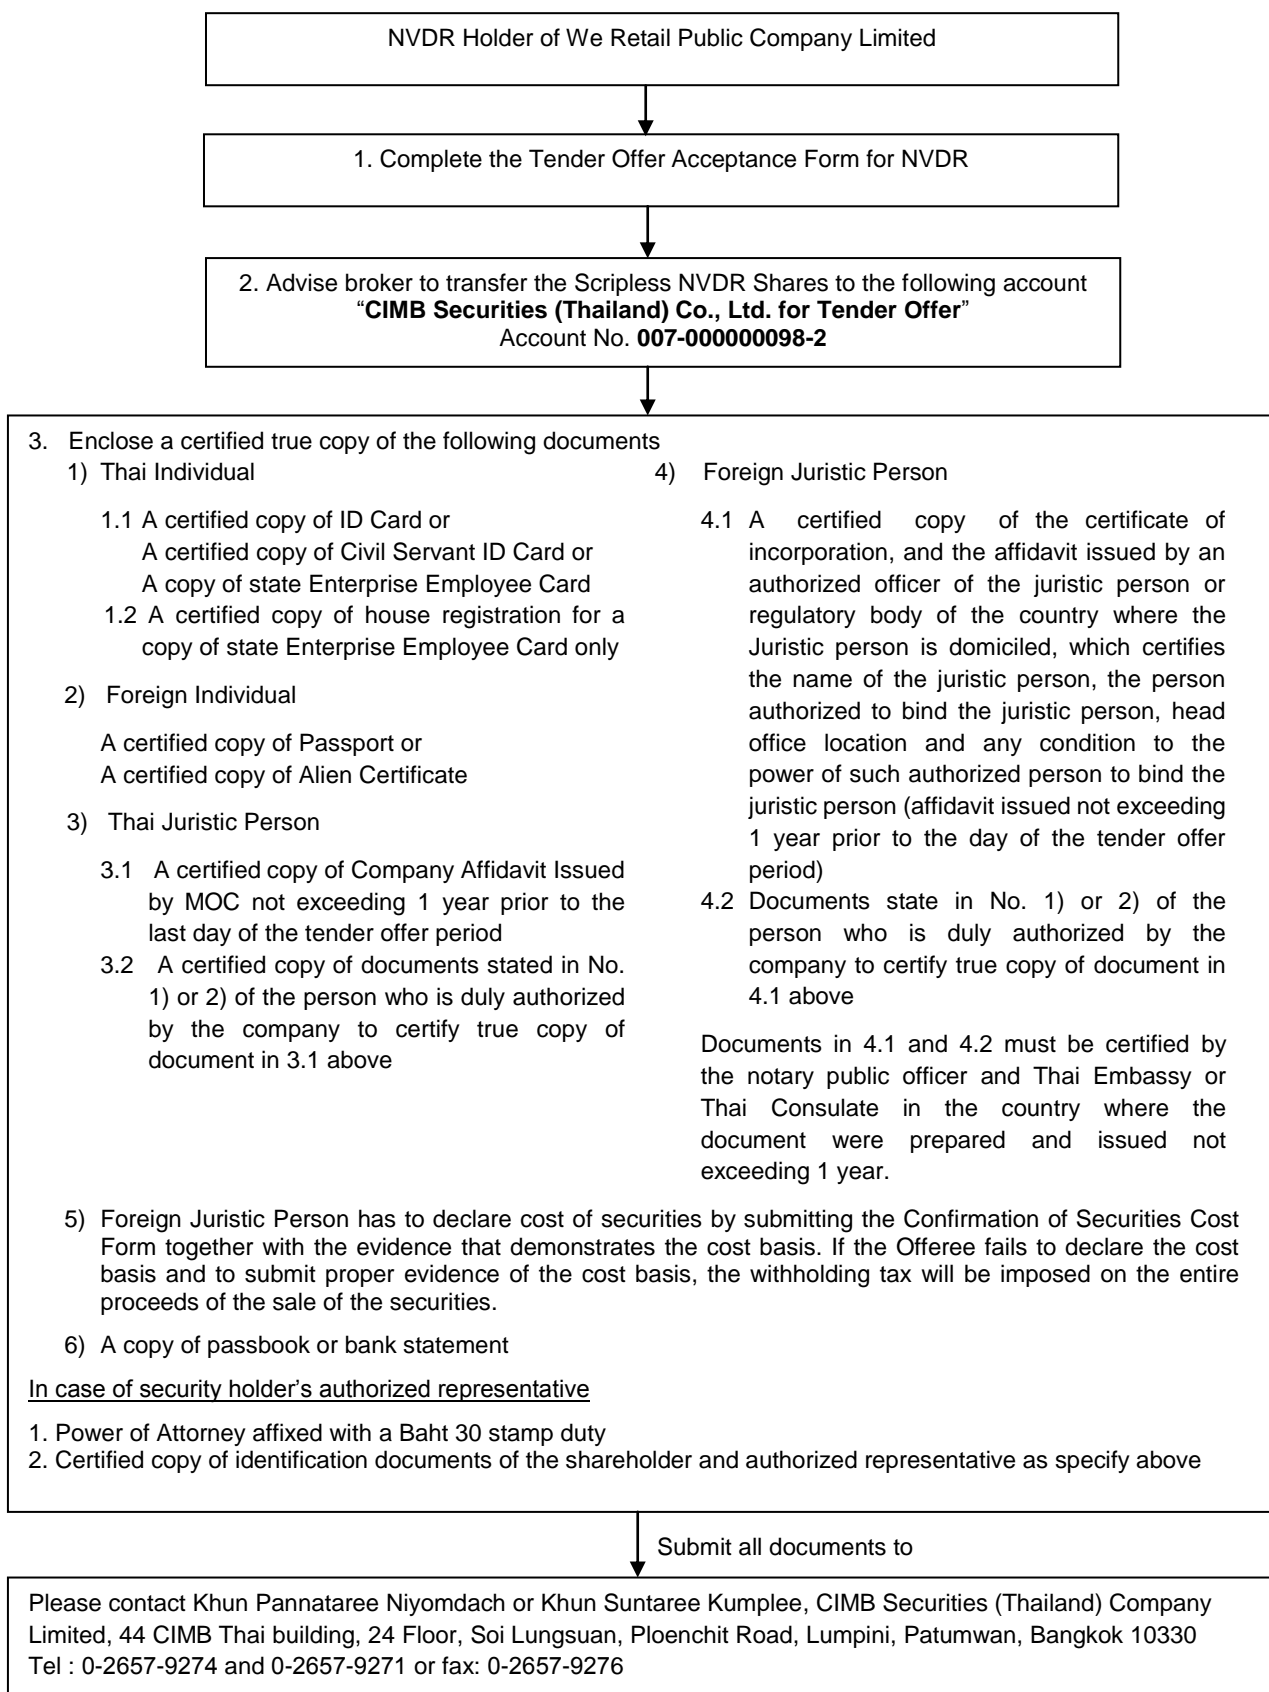 NVDR Holder of We Retail Public Company Limited
1. Complete the Tender Offer Acceptance Form for NVDR
2. Advise broker to transfer the Scripless NVDR Shares to the following account
“CIMB Securities (Thailand) Co., Ltd. for Tender Offer”
Account No. 007-000000098-2
3. Enclose a certified true copy of the following documents
1) Thai Individual
1.1 A certified copy of ID Card or
A certified copy of Civil Servant ID Card or
A copy of state Enterprise Employee Card
1.2 A certified copy of house registration for a
copy of state Enterprise Employee Card only
2) Foreign Individual
A certified copy of Passport or
A certified copy of Alien Certificate
3) Thai Juristic Person
3.1 A certified copy of Company Affidavit Issued
by MOC not exceeding 1 year prior to the
last day of the tender offer period
3.2 A certified copy of documents stated in No.
1) or 2) of the person who is duly authorized
by the company to certify true copy of
document in 3.1 above
4) Foreign Juristic Person
4.1 A certified copy of the certificate of
incorporation, and the affidavit issued by an
authorized officer of the juristic person or
regulatory body of the country where the
Juristic person is domiciled, which certifies
the name of the juristic person, the person
authorized to bind the juristic person, head
office location and any condition to the
power of such authorized person to bind the
juristic person (affidavit issued not exceeding
1 year prior to the day of the tender offer
period)
4.2 Documents state in No. 1) or 2) of the
person who is duly authorized by the
company to certify true copy of document in
4.1 above
Documents in 4.1 and 4.2 must be certified by
the notary public officer and Thai Embassy or
Thai Consulate in the country where the
document were prepared and issued not
exceeding 1 year.
5) Foreign Juristic Person has to declare cost of securities by submitting the Confirmation of Securities Cost
Form together with the evidence that demonstrates the cost basis. If the Offeree fails to declare the cost
basis and to submit proper evidence of the cost basis, the withholding tax will be imposed on the entire
proceeds of the sale of the securities.
6) A copy of passbook or bank statement
In case of security holder’s authorized representative
1. Power of Attorney affixed with a Baht 30 stamp duty
2. Certified copy of identification documents of the shareholder and authorized representative as specify above
Submit all documents to
Please contact Khun Pannataree Niyomdach or Khun Suntaree Kumplee, CIMB Securities (Thailand) Company
Limited, 44 CIMB Thai building, 24 Floor, Soi Lungsuan, Ploenchit Road, Lumpini, Patumwan, Bangkok 10330
Tel : 0-2657-9274 and 0-2657-9271 or fax: 0-2657-9276